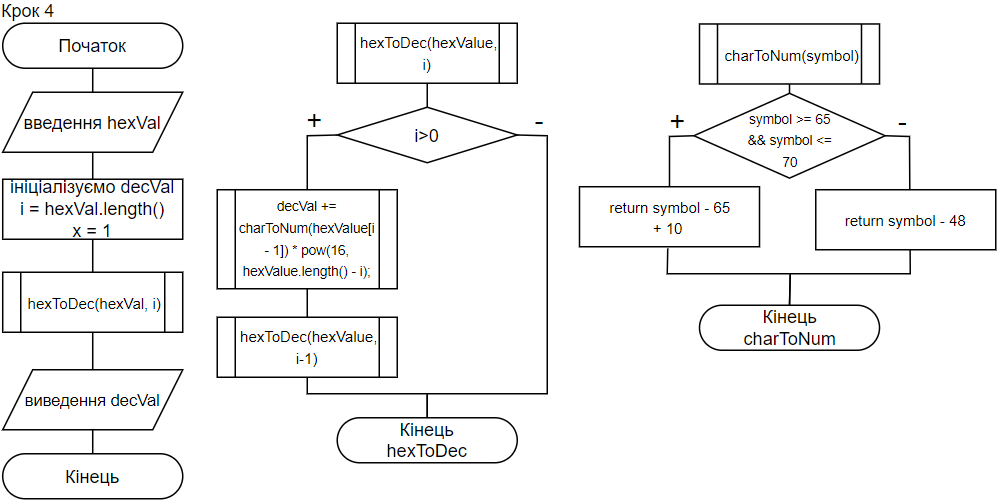 Крок 4
Початок
введення hexVal
ініціалізуємо decVal
i = hexVal.length()
x = 1
hexToDec(hexVal, i)
виведення decVal
Кінець
hexToDec(hexValue,
i)
+
-
i>0
decVal +=
charToNum(hexValue[i
- 1]) * pow(16,
hexValue.length() - i);
hexToDec(hexValue,
i-1)
Кінець
hexToDec
charToNum(symbol)
+
-
symbol >= 65
&& symbol <=
70
return symbol - 65
+ 10
return symbol - 48
Кінець
charToNum